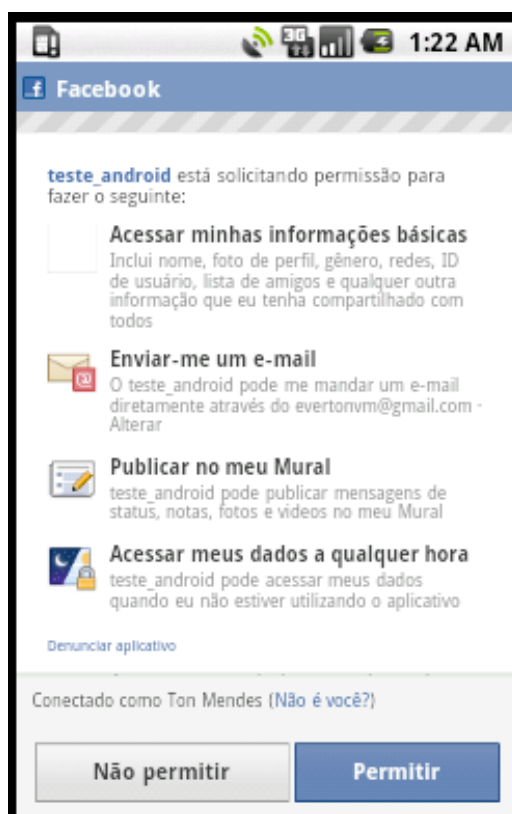 3G 1:22 AM
f Facebook
teste_android está solicitando permissão para
fazer o seguinte:
Acessar minhas informações básicas
Inclui nome, foto de perfil, gênero, redes, ID
de usuário, lista de amigos e qualquer outra
informação que eu tenha compartilhado com
todos
Enviar-me um e-mail
O teste_android pode me mandar um e-mail
diretamente através do evertonvm@gmail.com -
Alterar
Publicar no meu Mural
teste_android pode publicar mensagens de
status, notas, fotos e vídeos no meu Mural
Acessar meus dados a qualquer hora
teste_android pode acessar meus dados
quando eu não estiver utilizando o aplicativo
Denunciar aplicativo
Conectado como Ton Mendes (Não é você?)
Não permitir Permitir